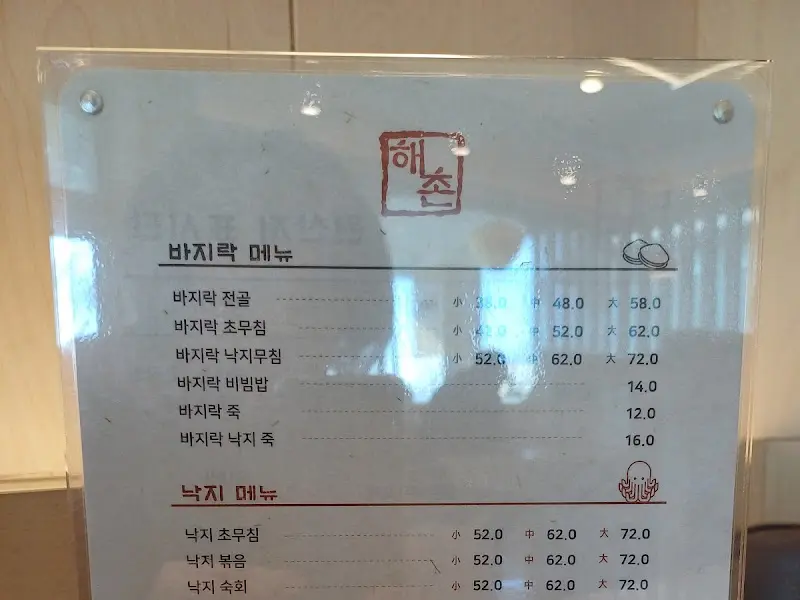 해촌
바지락 메뉴
바지락 전골 小 38.0 中 48.0 大 58.0
바지락 초무침 小 42.0 中 52.0 大 62.0
바지락 낙지무침 小 52.0 中 62.0 大 72.0
바지락 비빔밥 14.0
바지락 죽 12.0
바지락 낙지 죽 16.0
낙지 메뉴
낙지 초무침 小 52.0 中 62.0 大 72.0
낙지 볶음 小 52.0 中 62.0 大 72.0
낙지 숙회 小 52.0 中 62.0 大 72.0